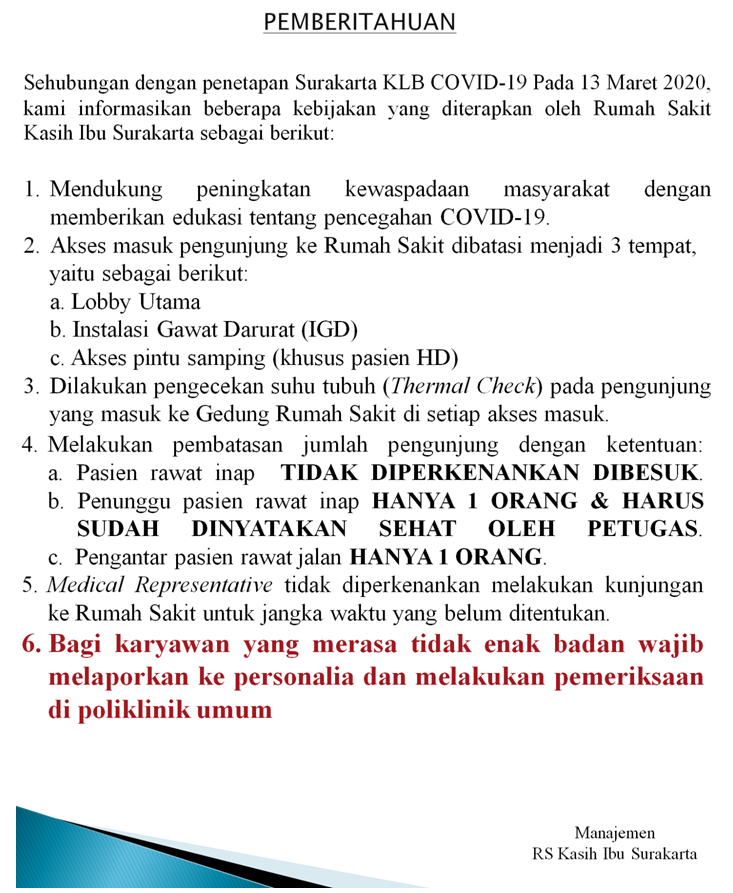 PEMBERITAHUAN
Sehubungan dengan penetapan Surakarta KLB COVID-19 Pada 13 Maret 2020,
kami informasikan beberapa kebijakan yang diterapkan oleh Rumah Sakit
Kasih Ibu Surakarta sebagai berikut:
1. Mendukung peningkatan kewaspadaan masyarakat dengan
memberikan edukasi tentang pencegahan COVID-19.
2. Akses masuk pengunjung ke Rumah Sakit dibatasi menjadi 3 tempat,
yaitu sebagai berikut:
a. Lobby Utama
b. Instalasi Gawat Darurat (IGD)
c. Akses pintu samping (khusus pasien HD)
3. Dilakukan pengecekan suhu tubuh (Thermal Check) pada pengunjung
yang masuk ke Gedung Rumah Sakit di setiap akses masuk.
4. Melakukan pembatasan jumlah pengunjung dengan ketentuan:
a. Pasien rawat inap TIDAK DIPERKENANKAN DIBESUK.
b. Penunggu pasien rawat inap HANYA 1 ORANG & HARUS
SUDAH DINYATAKAN SEHAT OLEH PETUGAS.
c. Pengantar pasien rawat jalan HANYA 1 ORANG.
5. Medical Representative tidak diperkenankan melakukan kunjungan
ke Rumah Sakit untuk jangka waktu yang belum ditentukan.
6. Bagi karyawan yang merasa tidak enak badan wajib
melaporkan ke personalia dan melakukan pemeriksaan
di poliklinik umum
Manajemen
RS Kasih Ibu Surakarta